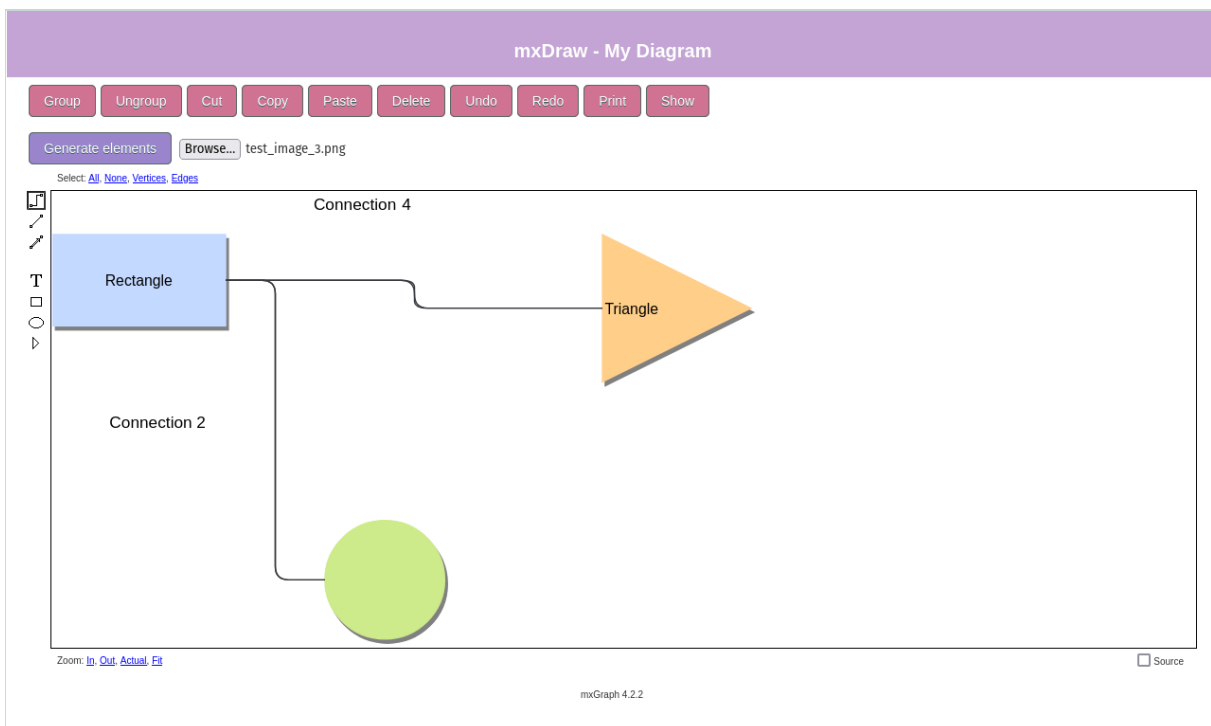 mxDraw - My Diagram
Group Ungroup Cut Copy Paste Delete Undo Redo Print Show
Generate elements Browse... test_image_3.png
Select: All, None, Vertices, Edges
Connection 4
T
Rectangle
Triangle
Connection 2
Zoom: In, Out, Actual, Fit
Source
mxGraph 4.2.2